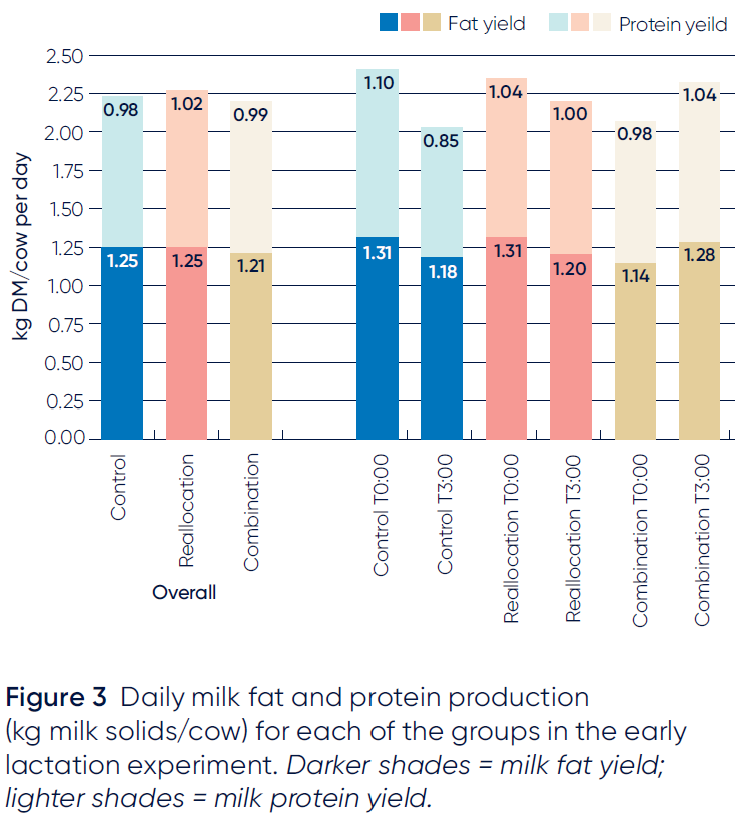 Fat yield Protein yeild
2.50
2.25
2.00
1.75
1.50
1.25
1.00
0.75
0.50
0.25
0.00
kg DM/cow per day
0.98
1.02
0.99
1.10
0.85
1.04
1.00
0.98
1.04
1.25
1.25
1.21
1.31
1.18
1.31
1.20
1.14
1.28
Control
Reallocation
Combination
Control T0:00
Control T3:00
Reallocation T0:00
Reallocation T3:00
Combination T0:00
Combination T3:00
Overall
Figure 3 Daily milk fat and protein production
(kg milk solids/cow) for each of the groups in the early
lactation experiment. Darker shades = milk fat yield;
lighter shades = milk protein yield.